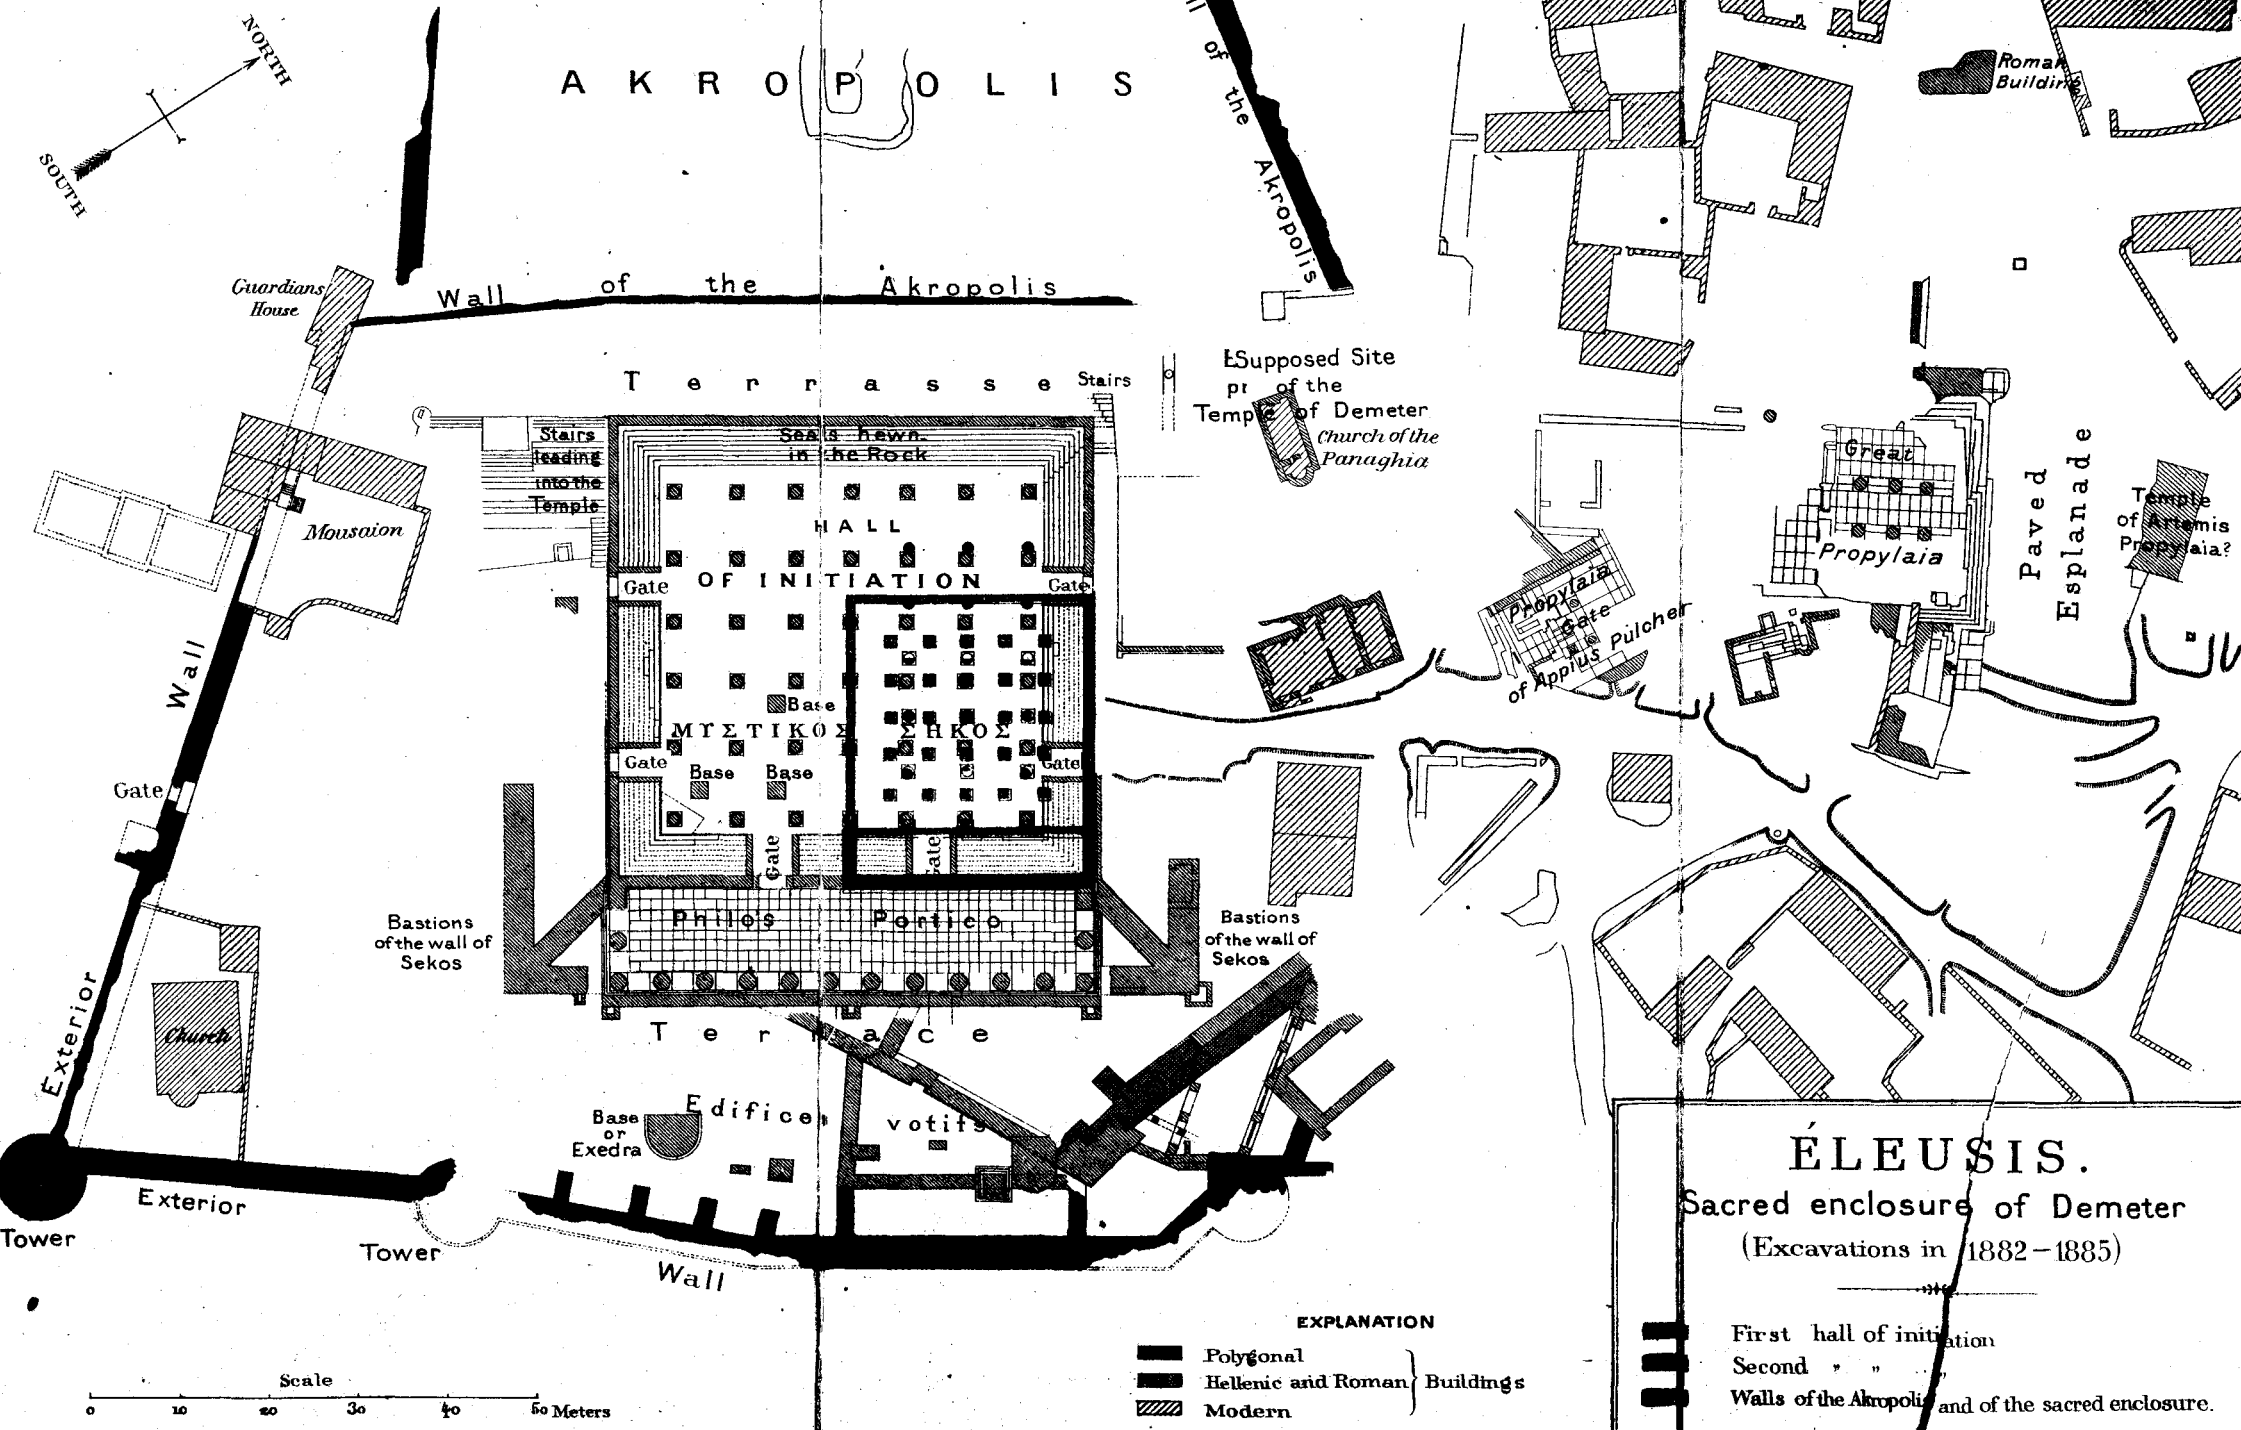 NORTH
SOUTH
AKROPOLIS
of the Akropolis
Roman
Building
Guardians
House
Wall of the Akropolis
Terrasse
Stairs
Supposed Site
of the
Temple of Demeter
Church of the
Panaghia
Stairs
leading
into the
Temple
Seats hewn
in the Rock
Mousaion
HALL
OF INITIATION
Gate
Gate
Great
Propylaia
Paved
Esplanade
Temple
of Artemis
Propylaia?
Propylaia
Gate
of Appius Pulcher
Wall
Base
ΜΥΣΤΙΚΟΣ ΣΗΚΟΣ
Gate
Gate
Base
Base
Gate
Gate
Gate
Philo's Portico
Bastions
of the wall of
Sekos
Bastions
of the wall of
Sekos
Exterior
Church
Terrace
Edifices votifs
Base
or
Exedra
Exterior
Tower
Tower
Wall
ÉLEUSIS.
Sacred enclosure of Demeter
(Excavations in 1882–1885)
First hall of initiation
Second " " "
Walls of the Akropolis and of the sacred enclosure.
EXPLANATION
Polygonal
Hellenic and Roman } Buildings
Modern
Scale
0 10 20 30 40 50 Meters